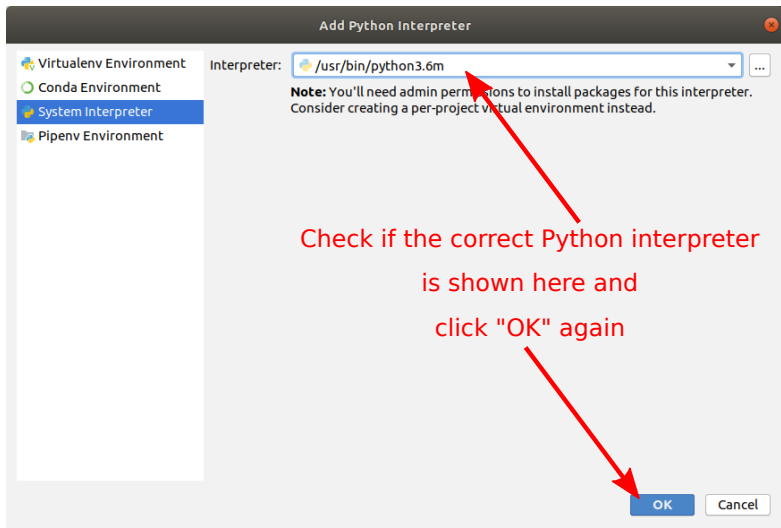 Add Python Interpreter
Virtualenv Environment
Conda Environment
System Interpreter
Pipenv Environment
Interpreter:
/usr/bin/python3.6m
...
Note: You'll need admin permissions to install packages for this interpreter.
Consider creating a per-project virtual environment instead.
Check if the correct Python interpreter
is shown here and
click "OK" again
OK
Cancel